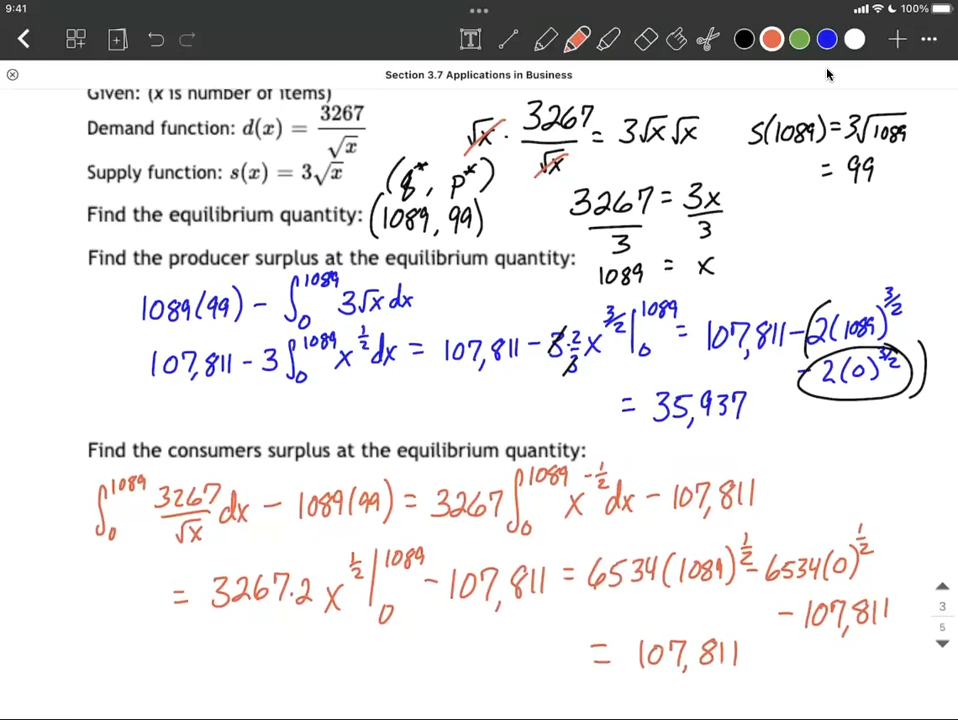 9:41
100%
Section 3.7 Applications in Business
Given: (x is number of items)
Demand function: d(x) = 3267/√x
Supply function: s(x) = 3√x
√x · 3267/√x = 3√x√x
s(1089) = 3√1089
= 99
(q*, p*)
3267/3 = 3x/3
1089 = x
Find the equilibrium quantity: (1089, 99)
Find the producer surplus at the equilibrium quantity:
1089(99) - ∫₀¹⁰⁸⁹ 3√x dx
107,811 - 3∫₀¹⁰⁸⁹ x^(1/2) dx = 107,811 - 3·2/3 x^(3/2) |₀¹⁰⁸⁹ = 107,811 - (2(1089)^(3/2)
- 2(0)^(3/2))
= 35,937
Find the consumers surplus at the equilibrium quantity:
∫₀¹⁰⁸⁹ 3267/√x dx - 1089(99) = 3267 ∫₀¹⁰⁸⁹ x^(-1/2) dx - 107,811
= 3267·2 x^(1/2) |₀¹⁰⁸⁹ - 107,811 = 6534(1089)^(1/2) - 6534(0)^(1/2)
- 107,811
= 107,811
3
5